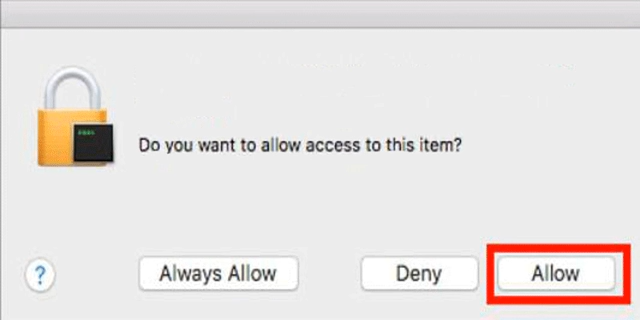 Do you want to allow access to this item?
?
Always Allow
Deny
Allow